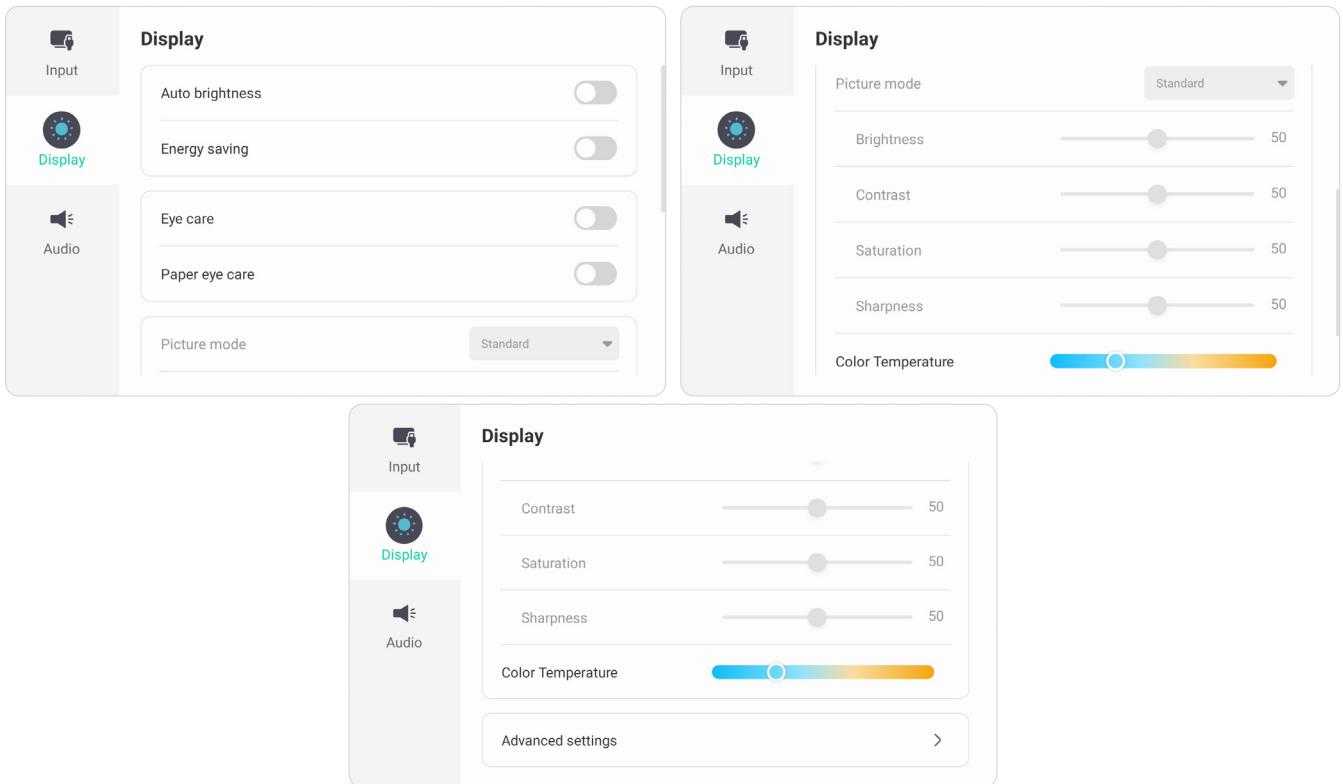 Input
Display
Audio
Display
Auto brightness
Energy saving
Eye care
Paper eye care
Picture mode Standard
Input
Display
Audio
Display
Picture mode Standard
Brightness 50
Contrast 50
Saturation 50
Sharpness 50
Color Temperature
Input
Display
Audio
Display
Contrast 50
Saturation 50
Sharpness 50
Color Temperature
Advanced settings